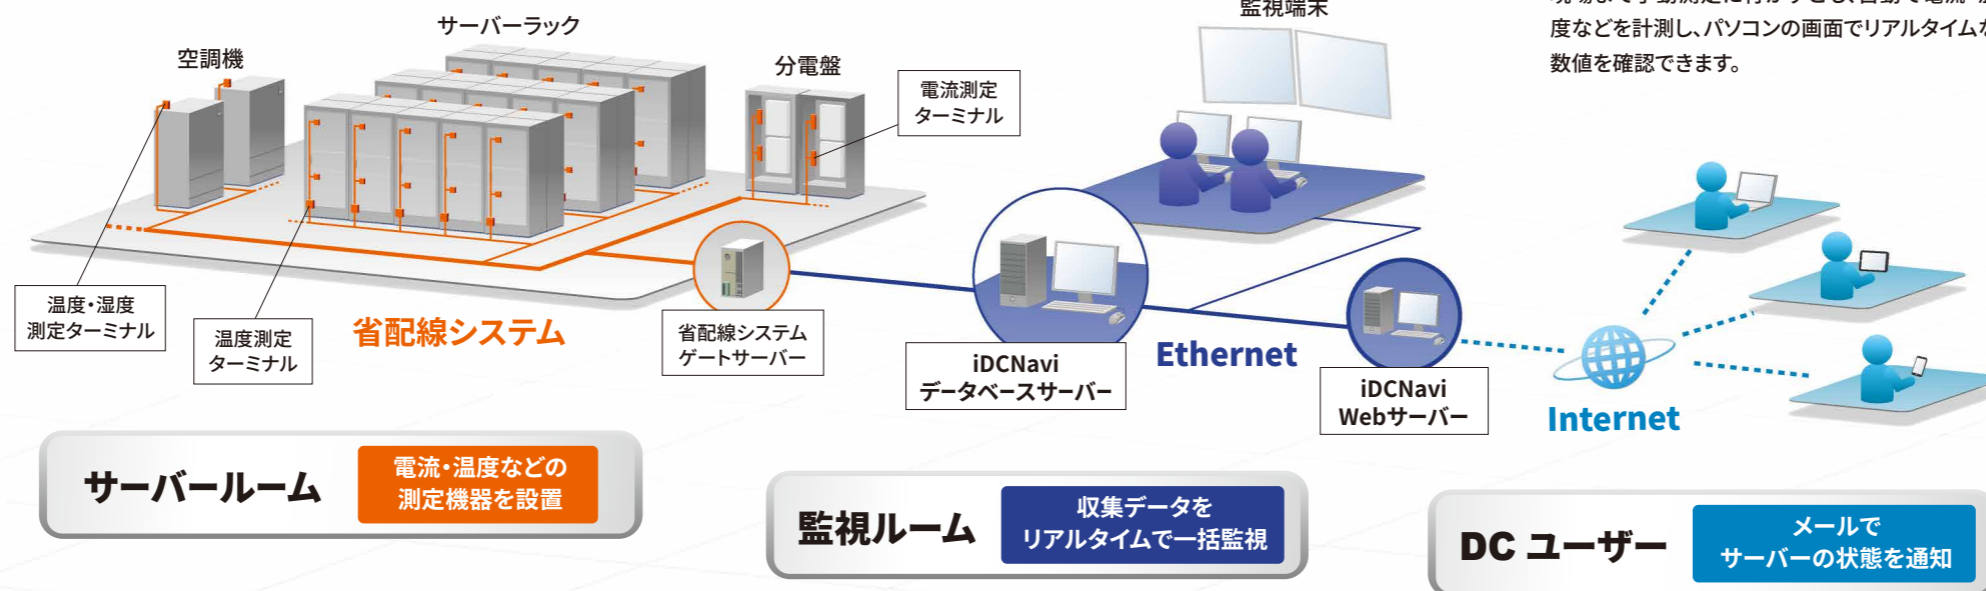 サーバーラック
空調機
分電盤
電流測定
ターミナル
監視端末
度などを計測し、パソコンの画面でリアルタイムな
数値を確認できます。
温度・湿度
測定ターミナル
温度測定
ターミナル
省配線システム
省配線システム
ゲートサーバー
iDCNavi
データベースサーバー
Ethernet
iDCNavi
Webサーバー
Internet
サーバールーム
電流・温度などの
測定機器を設置
監視ルーム
収集データを
リアルタイムで一括監視
DC ユーザー
メールで
サーバーの状態を通知